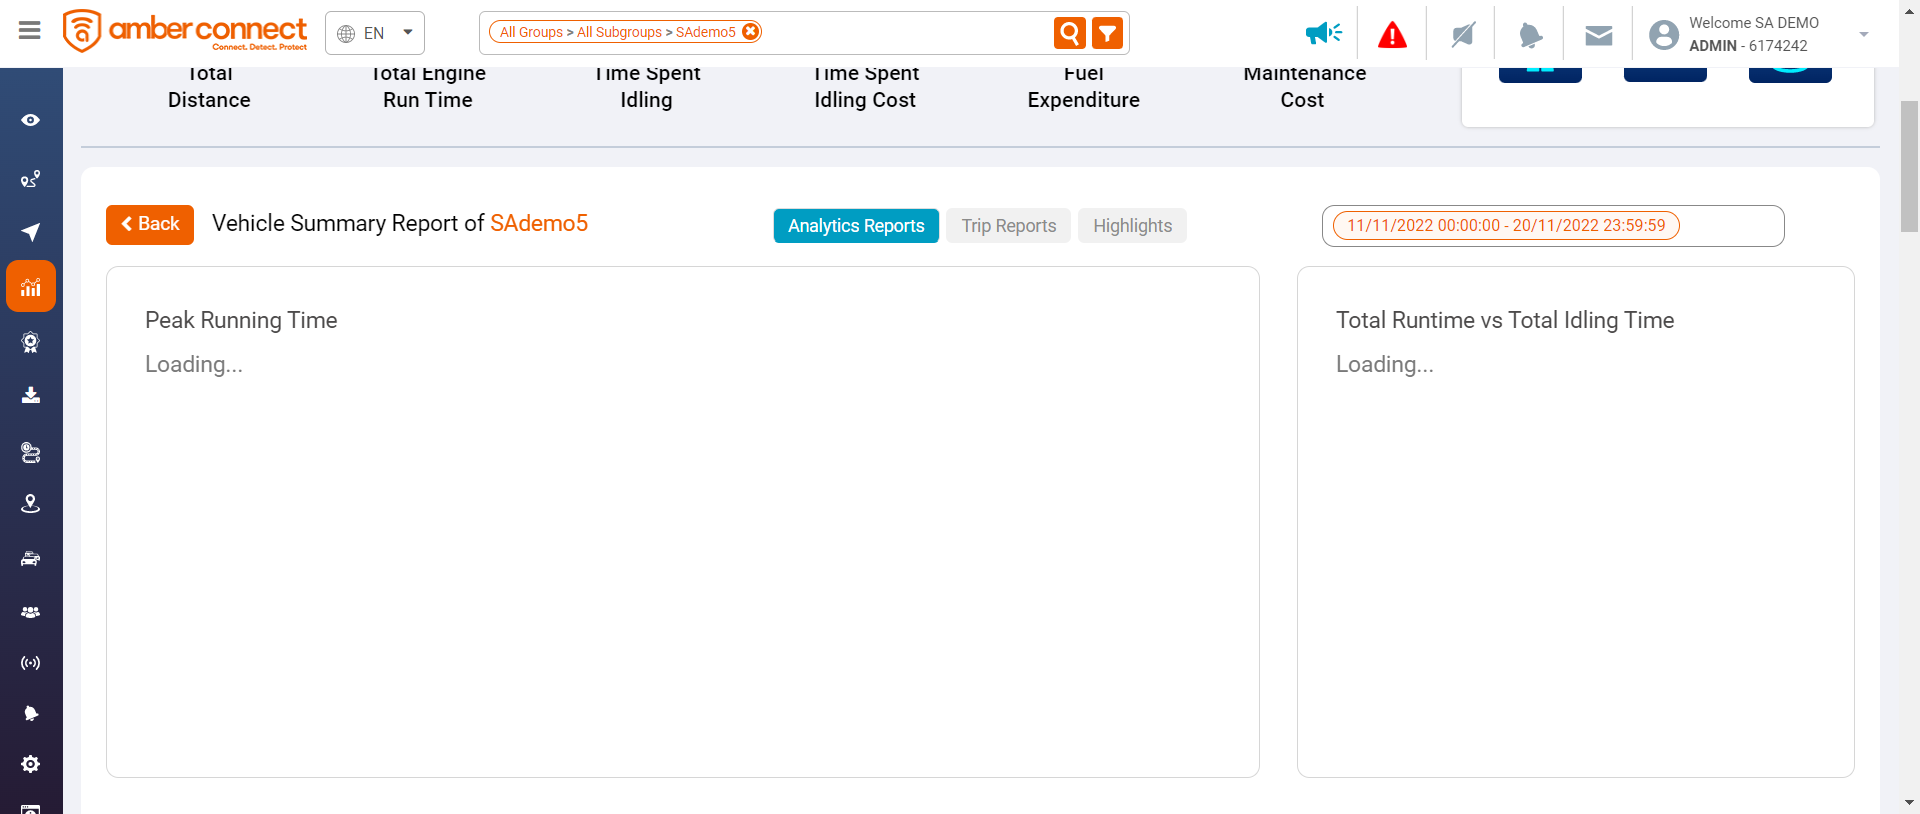 amber connect
Connect. Detect. Protect
EN
All Groups > All Subgroups > SAdemo5
Welcome SA DEMO
ADMIN - 6174242
Total
Distance
Total Engine
Run Time
Time Spent
Idling
Time Spent
Idling Cost
Fuel
Expenditure
Maintenance
Cost
Back
Vehicle Summary Report of SAdemo5
Analytics Reports
Trip Reports
Highlights
11/11/2022 00:00:00 - 20/11/2022 23:59:59
Peak Running Time
Loading...
Total Runtime vs Total Idling Time
Loading...